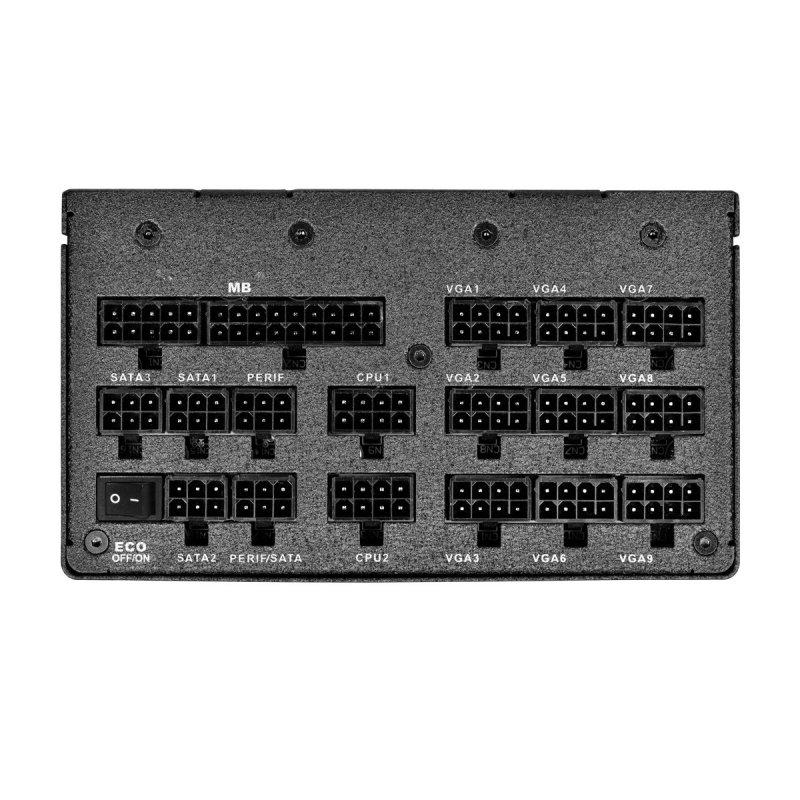 MB
VGA1 VGA4 VGA7
SATA3 SATA1 PERIF CPU1 VGA2 VGA5 VGA8
O –
ECO
OFF/ON
SATA2 PERIF/SATA CPU2 VGA3 VGA6 VGA9